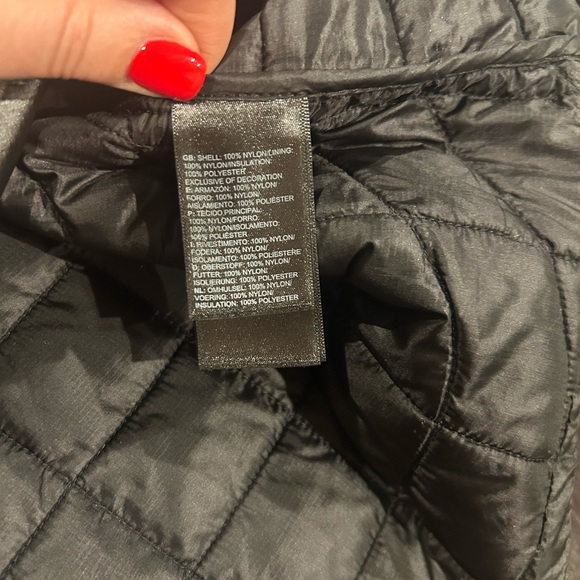 GB: SHELL: 100% NYLON/LINING:
100% NYLON/INSULATION:
100% POLYESTER
EXCLUSIVE OF DECORATION
E: ARMAZÓN: 100% NYLON/
FORRO: 100% NYLON/
AISLAMIENTO: 100% POLIÉSTER
P: TECIDO PRINCIPAL:
100% NYLON/FORRO:
100% NYLON/ISOLAMENTO:
100% POLIÉSTER
I: RIVESTIMENTO: 100% NYLON/
FODERA: 100% NYLON/
ISOLAMENTO: 100% POLIESTERE
D: OBERSTOFF: 100% NYLON/
FUTTER: 100% NYLON/
ISOLIERUNG: 100% POLYESTER
NL: OMHULSEL: 100% NYLON/
VOERING: 100% NYLON/
INSULATION: 100% POLYESTER